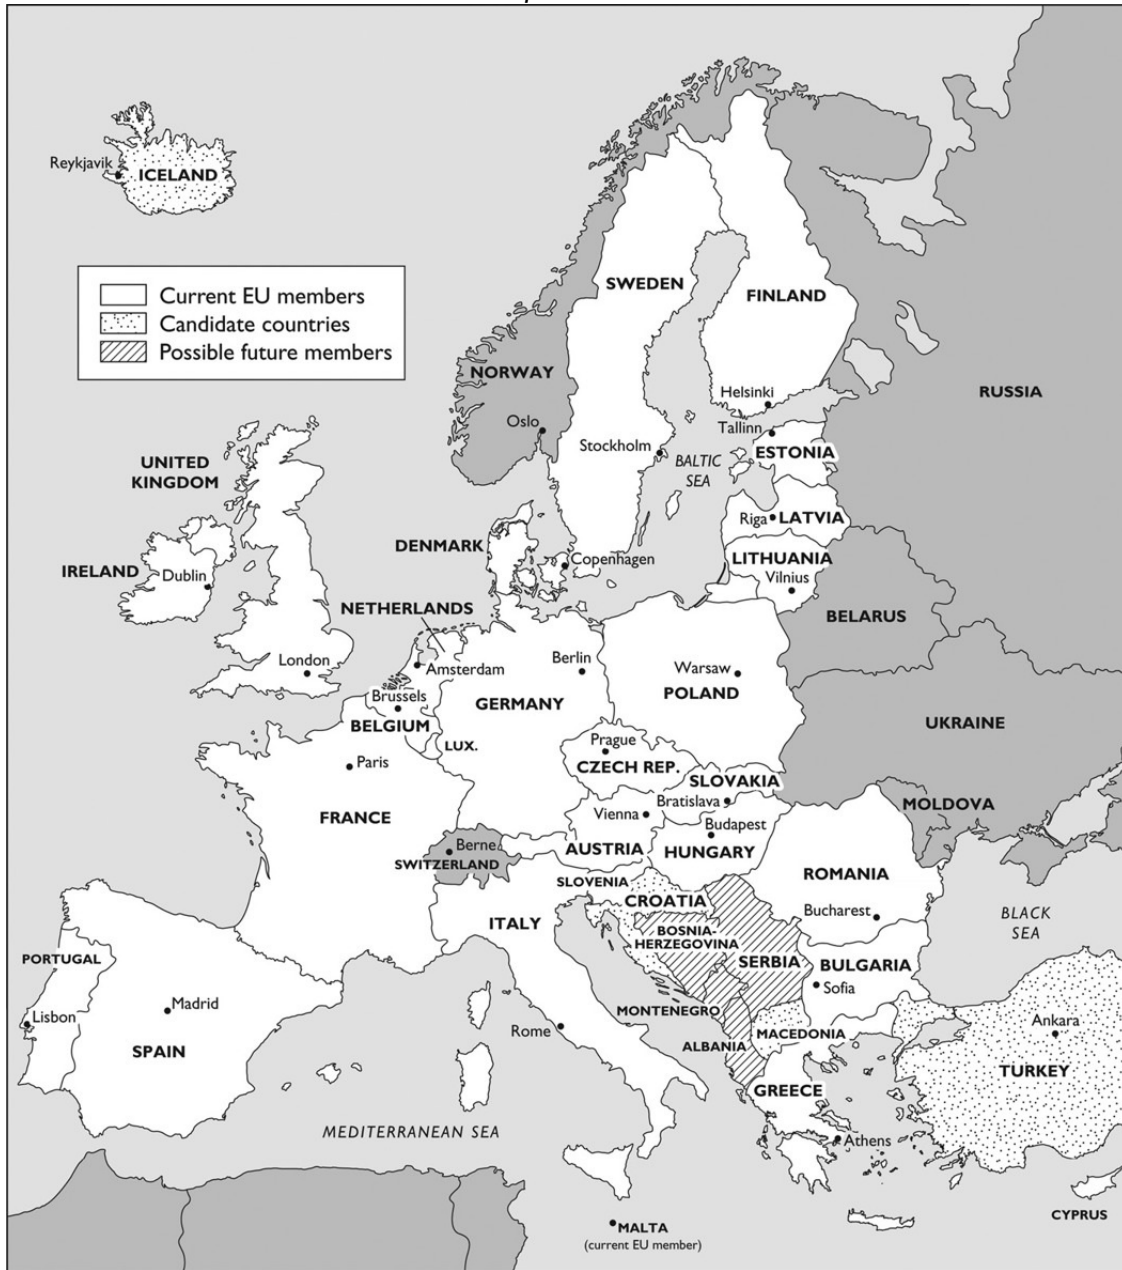 Reykjavik
ICELAND
Current EU members
Candidate countries
Possible future members
SWEDEN
FINLAND
NORWAY
RUSSIA
Helsinki
Oslo
Tallinn
Stockholm
ESTONIA
BALTIC
SEA
UNITED
KINGDOM
Riga
LATVIA
DENMARK
Copenhagen
LITHUANIA
Vilnius
IRELAND
Dublin
NETHERLANDS
BELARUS
London
Amsterdam
Berlin
Warsaw
POLAND
Brussels
GERMANY
BELGIUM
UKRAINE
LUX.
Prague
CZECH REP.
Paris
SLOVAKIA
Bratislava
MOLDOVA
FRANCE
Vienna
Budapest
Berne
SWITZERLAND
AUSTRIA
HUNGARY
SLOVENIA
ROMANIA
CROATIA
ITALY
Bucharest
BLACK
SEA
BOSNIA-
HERZEGOVINA
SERBIA
BULGARIA
PORTUGAL
Sofia
Madrid
Lisbon
MONTENEGRO
Rome
MACEDONIA
Ankara
SPAIN
ALBANIA
TURKEY
GREECE
MEDITERRANEAN SEA
Athens
MALTA
(current EU member)
CYPRUS